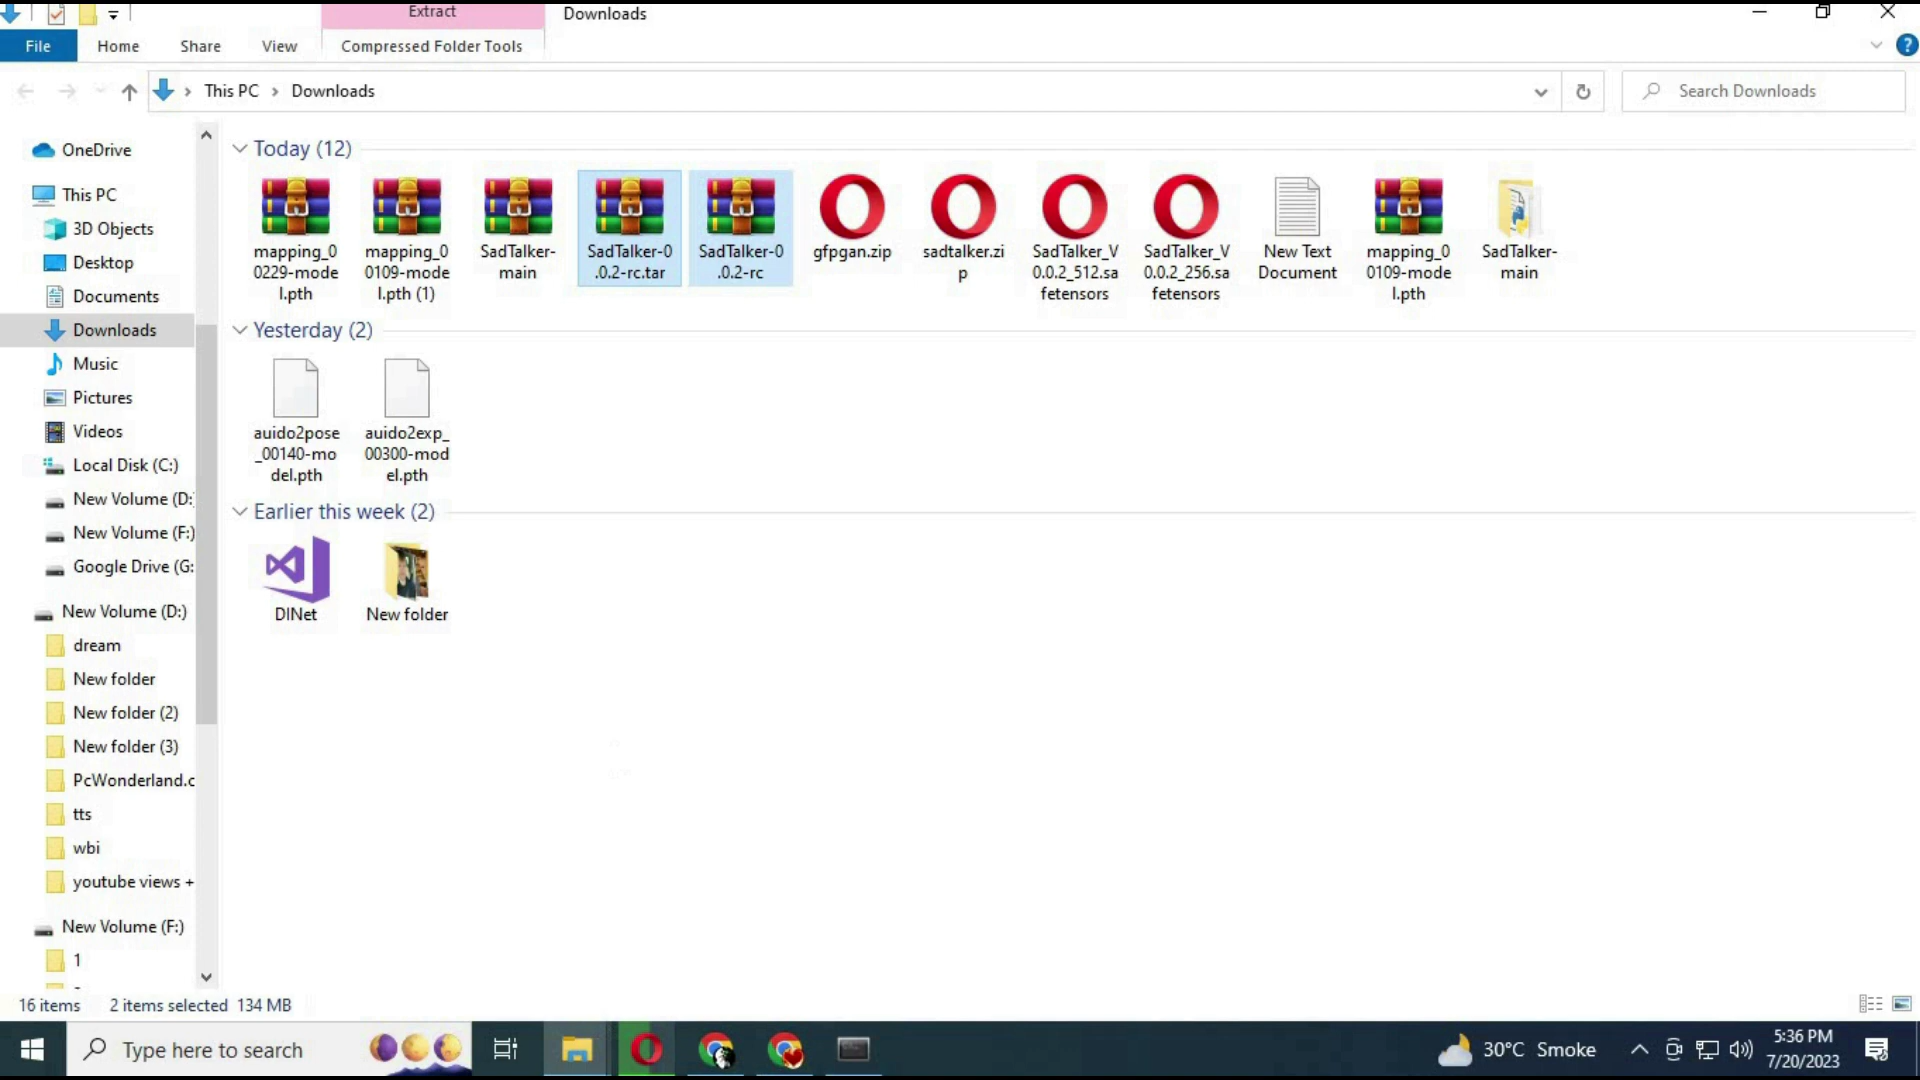 Extract
Downloads
File
Home
Share
View
Compressed Folder Tools
This PC
Downloads
Search Downloads
OneDrive
This PC
3D Objects
Desktop
Documents
Downloads
Music
Pictures
Videos
Local Disk (C:)
New Volume (D:
New Volume (F:)
Google Drive (G:
New Volume (D:)
dream
New folder
New folder (2)
New folder (3)
PcWonderland.c
tts
wbi
youtube views +
New Volume (F:)
1
Today (12)
mapping_0
0229-mode
l.pth
mapping_0
0109-mode
l.pth (1)
SadTalker-
main
SadTalker-0
.0.2-rc.tar
SadTalker-0
.0.2-rc
gfpgan.zip
sadtalker.zi
p
SadTalker_V
0.0.2_512.sa
fetensors
SadTalker_V
0.0.2_256.sa
fetensors
New Text
Document
mapping_0
0109-mode
l.pth
SadTalker-
main
Yesterday (2)
auido2pose
_00140-mo
del.pth
auido2exp_
00300-mod
el.pth
Earlier this week (2)
DINet
New folder
16 items
2 items selected 134 MB
Type here to search
30°C Smoke
5:36 PM
7/20/2023